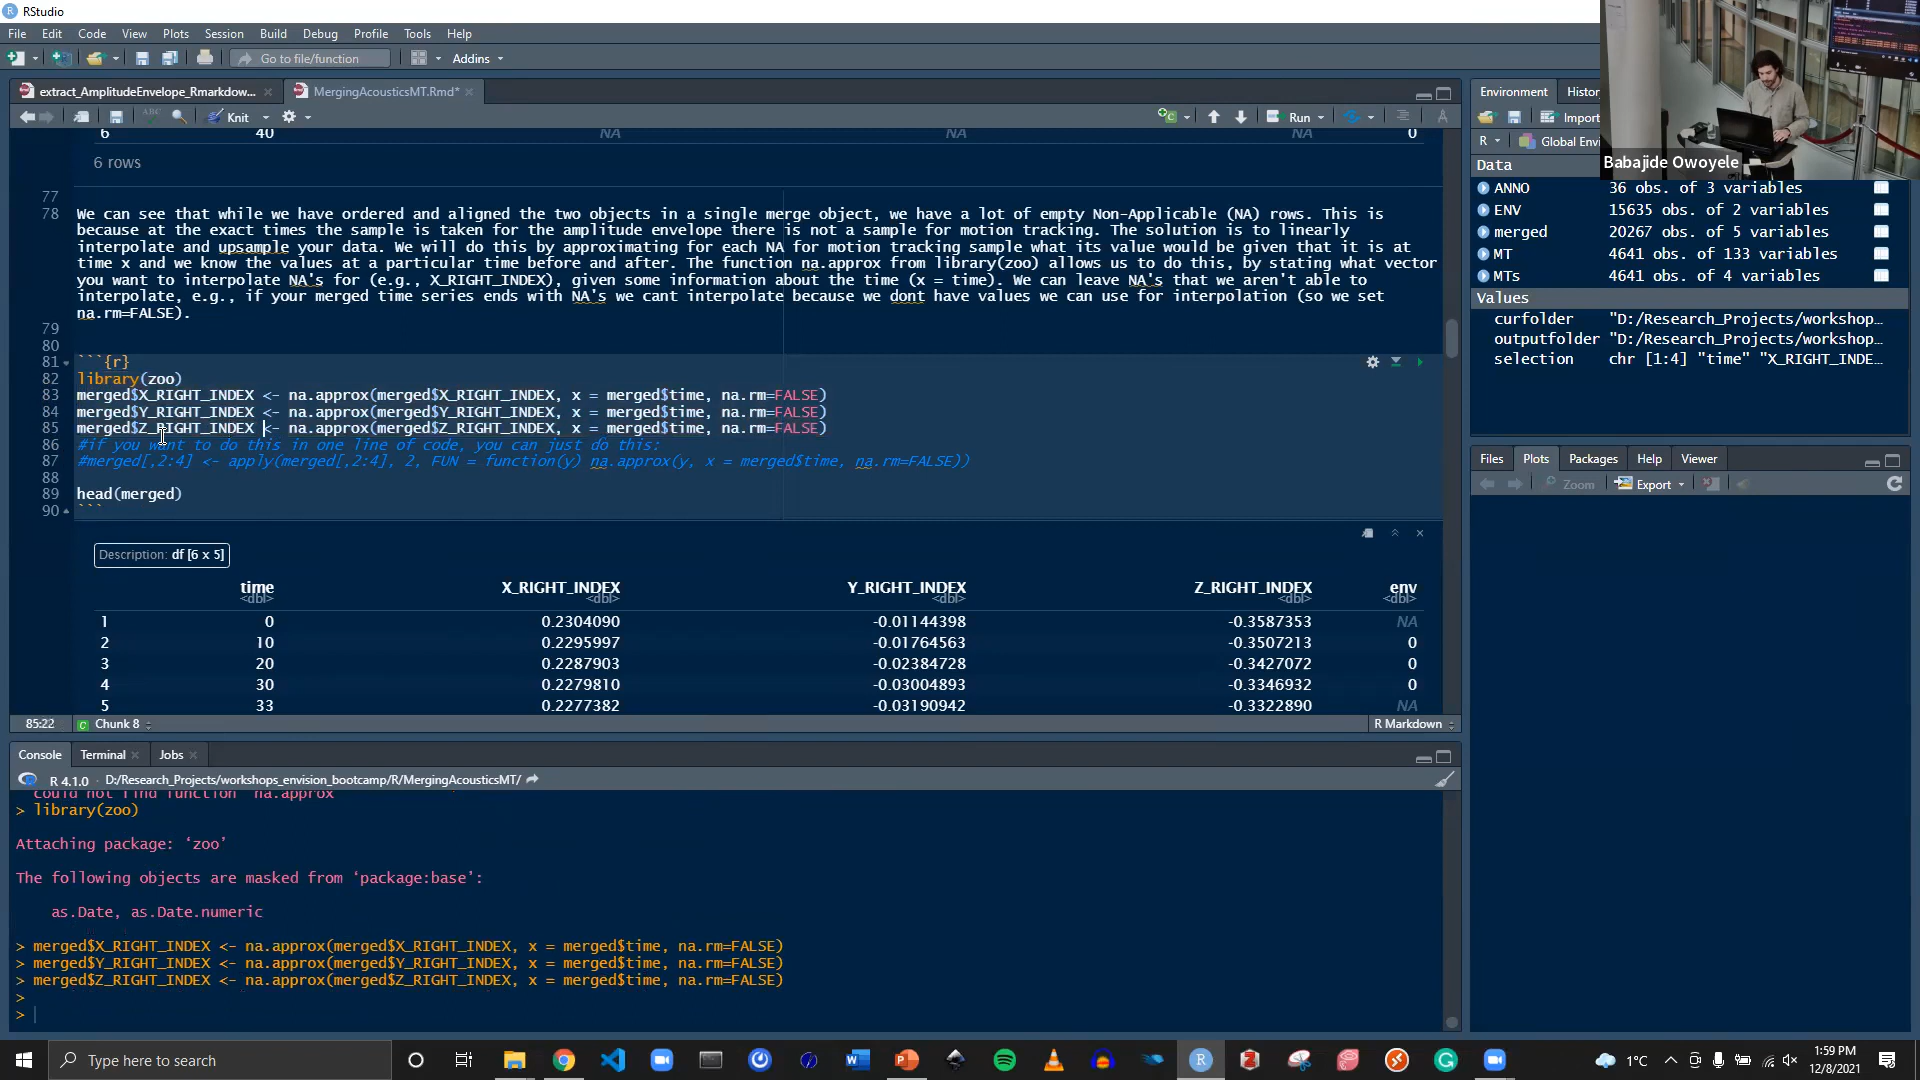 RStudio
File Edit Code View Plots Session Build Debug Profile Tools Help
Go to file/function Addins
extract_AmplitudeEnvelope_Rmarkdow... MergingAcousticsMT.Rmd*
Knit Run
6 40 NA NA NA 0
6 rows
77
78 We can see that while we have ordered and aligned the two objects in a single merge object, we have a lot of empty Non-Applicable (NA) rows. This is
because at the exact times the sample is taken for the amplitude envelope there is not a sample for motion tracking. The solution is to linearly
interpolate and upsample your data. We will do this by approximating for each NA for motion tracking sample what its value would be given that it is at
time x and we know the values at a particular time before and after. The function na.approx from library(zoo) allows us to do this, by stating what vector
you want to interpolate NA's for (e.g., X_RIGHT_INDEX), given some information about the time (x = time). We can leave NA's that we aren't able to
interpolate, e.g., if your merged time series ends with NA's we cant interpolate because we dont have values we can use for interpolation (so we set
na.rm=FALSE).
79
80
81 ```{r}
82 library(zoo)
83 merged$X_RIGHT_INDEX <- na.approx(merged$X_RIGHT_INDEX, x = merged$time, na.rm=FALSE)
84 merged$Y_RIGHT_INDEX <- na.approx(merged$Y_RIGHT_INDEX, x = merged$time, na.rm=FALSE)
85 merged$Z_RIGHT_INDEX <- na.approx(merged$Z_RIGHT_INDEX, x = merged$time, na.rm=FALSE)
86 #if you want to do this in one line of code, you can just do this:
87 #merged[,2:4] <- apply(merged[,2:4], 2, FUN = function(y) na.approx(y, x = merged$time, na.rm=FALSE))
88
89 head(merged)
90 ```
Description: df [6 x 5]
time X_RIGHT_INDEX Y_RIGHT_INDEX Z_RIGHT_INDEX env
<dbl> <dbl> <dbl> <dbl> <dbl>
1 0 0.2304090 -0.01144398 -0.3587353 NA
2 10 0.2295997 -0.01764563 -0.3507213 0
3 20 0.2287903 -0.02384728 -0.3427072 0
4 30 0.2279810 -0.03004893 -0.3346932 0
5 33 0.2277382 -0.03190942 -0.3322890 NA
85:22 Chunk 8 R Markdown
Console Terminal Jobs
R 4.1.0 · D:/Research_Projects/workshops_envision_bootcamp/R/MergingAcousticsMT/
could not find function "na.approx
> library(zoo)
Attaching package: ‘zoo’
The following objects are masked from ‘package:base’:
as.Date, as.Date.numeric
> merged$X_RIGHT_INDEX <- na.approx(merged$X_RIGHT_INDEX, x = merged$time, na.rm=FALSE)
> merged$Y_RIGHT_INDEX <- na.approx(merged$Y_RIGHT_INDEX, x = merged$time, na.rm=FALSE)
> merged$Z_RIGHT_INDEX <- na.approx(merged$Z_RIGHT_INDEX, x = merged$time, na.rm=FALSE)
>
>
Environment Histor
Import
R Global Envi
Babajide Owoyele
Data
ANNO 36 obs. of 3 variables
ENV 15635 obs. of 2 variables
merged 20267 obs. of 5 variables
MT 4641 obs. of 133 variables
MTs 4641 obs. of 4 variables
Values
curfolder "D:/Research_Projects/workshop…
outputfolder "D:/Research_Projects/workshop…
selection chr [1:4] "time" "X_RIGHT_INDE…
Files Plots Packages Help Viewer
Zoom Export
Type here to search
1°C
1:59 PM
12/8/2021